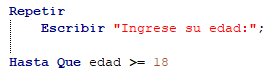 Repetir
Escribir "Ingrese su edad:";
Hasta Que edad >= 18